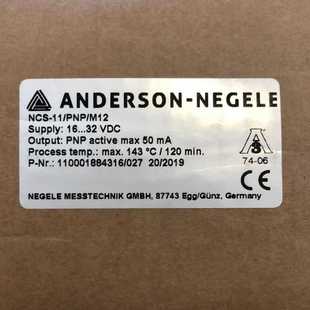 ANDERSON-NEGELE
NCS-11/PNP/M12
Supply: 16...32 VDC
Output: PNP active max 50 mA
Process temp.: max. 143 °C / 120 min.
P-Nr.: 110001884316/027 20/2019
3
A
74-06
CE
NEGELE MESSTECHNIK GMBH, 87743 Egg/Günz, Germany